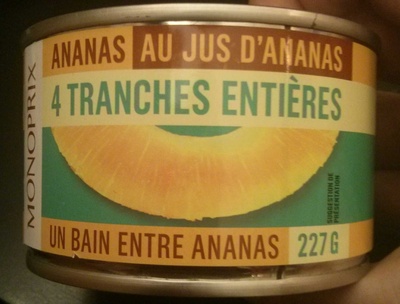 MONOPRIX
ANANAS AU JUS D'ANANAS
4 TRANCHES ENTIÈRES
SUGGESTION DE
PRÉSENTATION
UN BAIN ENTRE ANANAS 227G